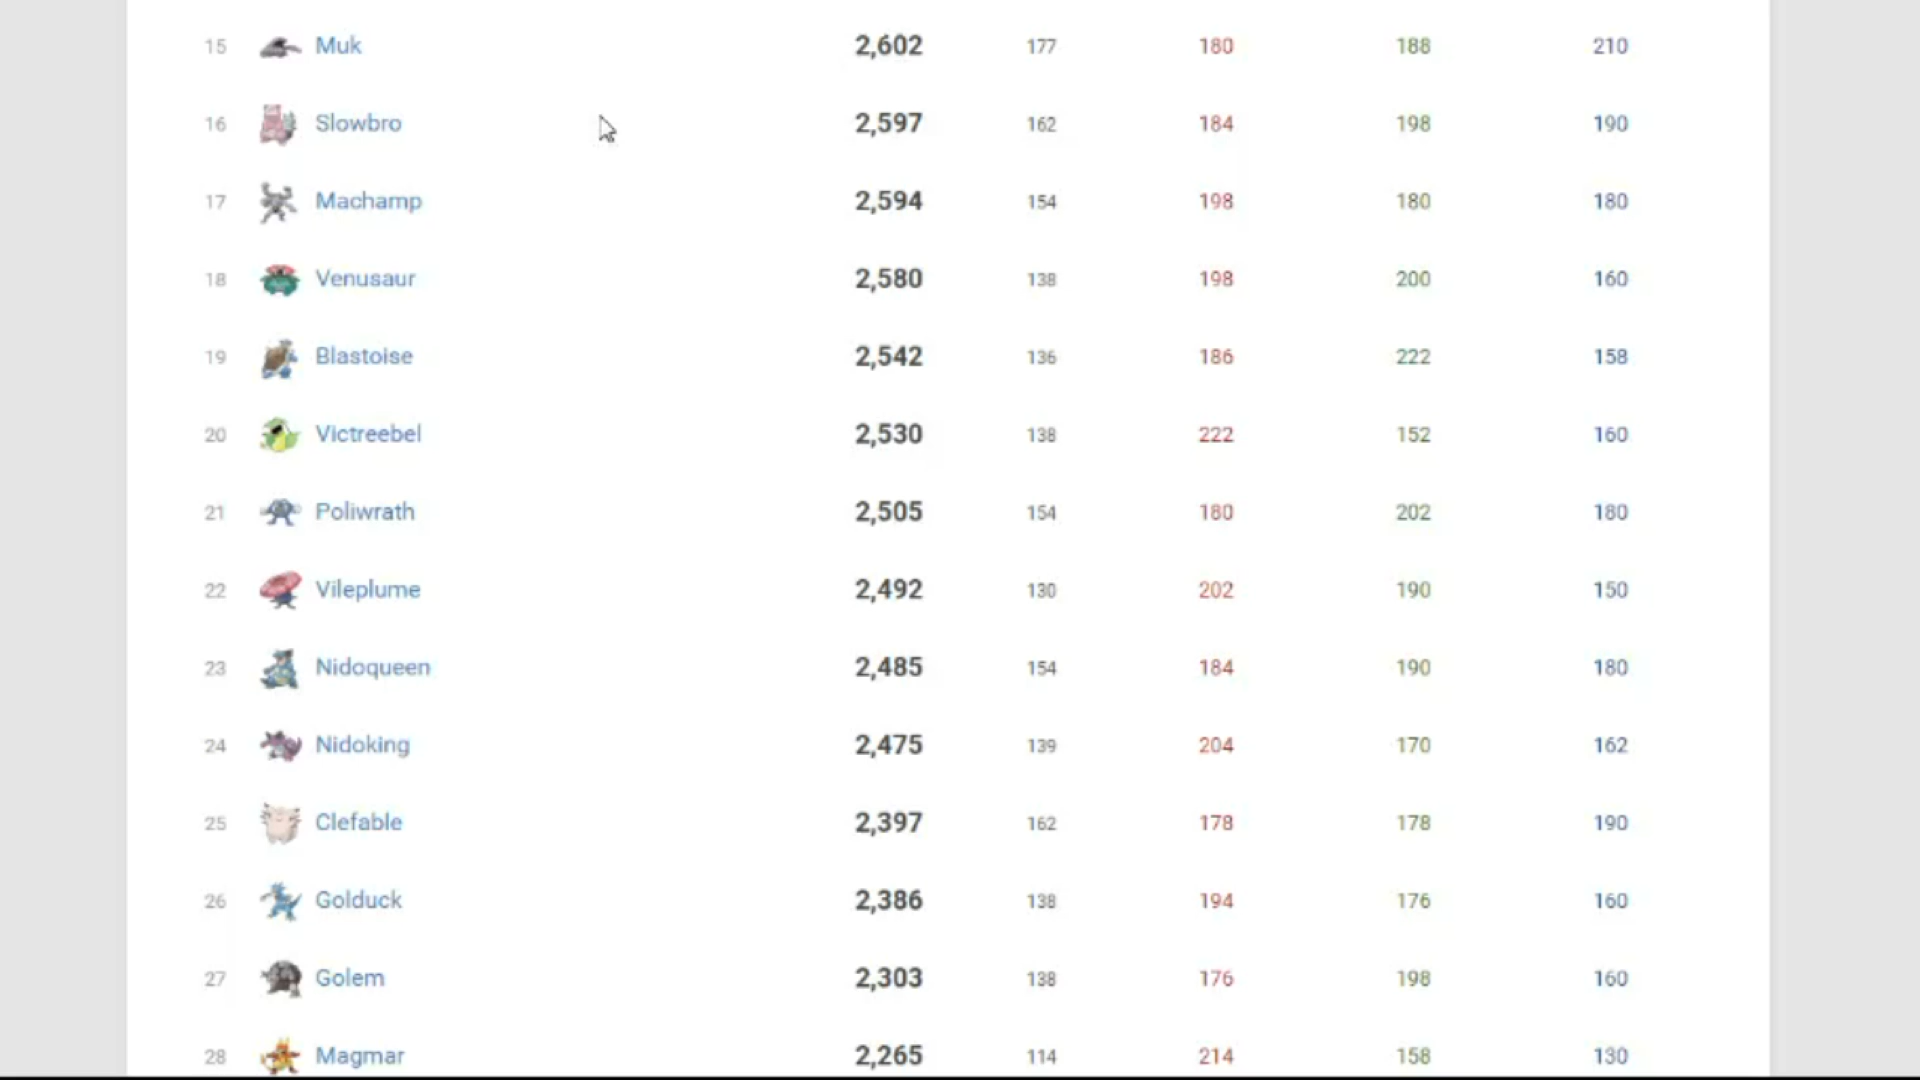 15 Muk 2,602 177 180 188 210
16 Slowbro 2,597 162 184 198 190
17 Machamp 2,594 154 198 180 180
18 Venusaur 2,580 138 198 200 160
19 Blastoise 2,542 136 186 222 158
20 Victreebel 2,530 138 222 152 160
21 Poliwrath 2,505 154 180 202 180
22 Vileplume 2,492 130 202 190 150
23 Nidoqueen 2,485 154 184 190 180
24 Nidoking 2,475 139 204 170 162
25 Clefable 2,397 162 178 178 190
26 Golduck 2,386 138 194 176 160
27 Golem 2,303 138 176 198 160
28 Magmar 2,265 114 214 158 130